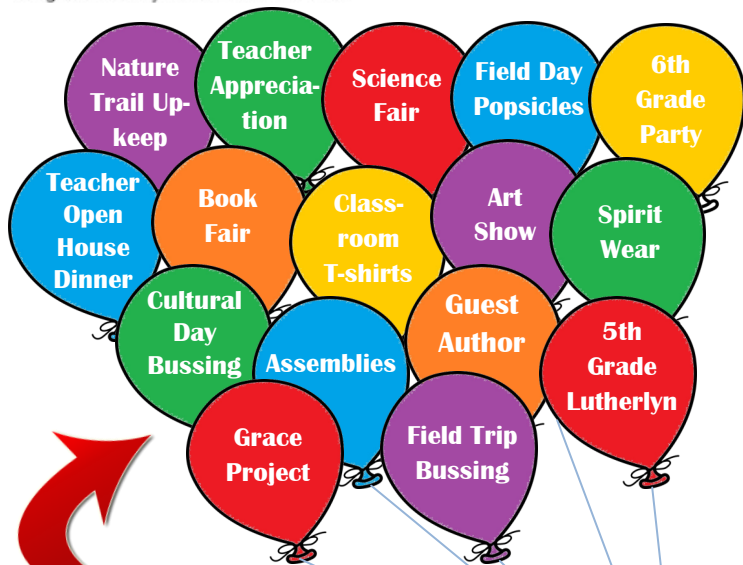 Nature
Trail Up-
keep
Teacher
Apprecia-
tion
Science
Fair
Field Day
Popsicles
6th
Grade
Party
Teacher
Open
House
Dinner
Book
Fair
Class-
room
T-shirts
Art
Show
Spirit
Wear
Cultural
Day
Bussing
Assemblies
Guest
Author
5th
Grade
Lutherlyn
Grace
Project
Field Trip
Bussing